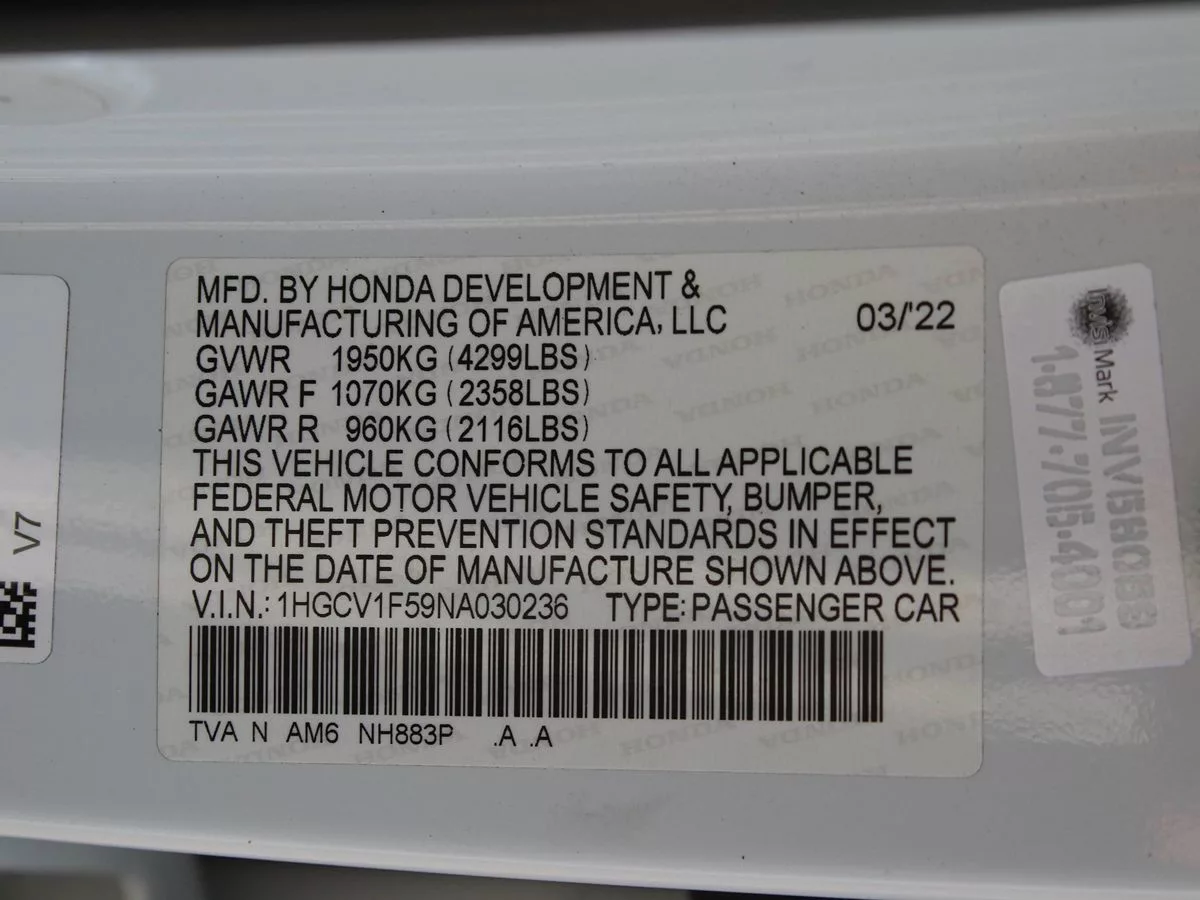 MFD. BY HONDA DEVELOPMENT &
MANUFACTURING OF AMERICA, LLC 03/'22
GVWR 1950KG (4299LBS)
GAWR F 1070KG (2358LBS)
GAWR R 960KG (2116LBS)
THIS VEHICLE CONFORMS TO ALL APPLICABLE
FEDERAL MOTOR VEHICLE SAFETY, BUMPER,
AND THEFT PREVENTION STANDARDS IN EFFECT
ON THE DATE OF MANUFACTURE SHOWN ABOVE.
V.I.N.: 1HGCV1F59NA030236 TYPE: PASSENGER CAR
TVA N AM6 NH883P .A .A
V7
Mark
1·877·705·4001